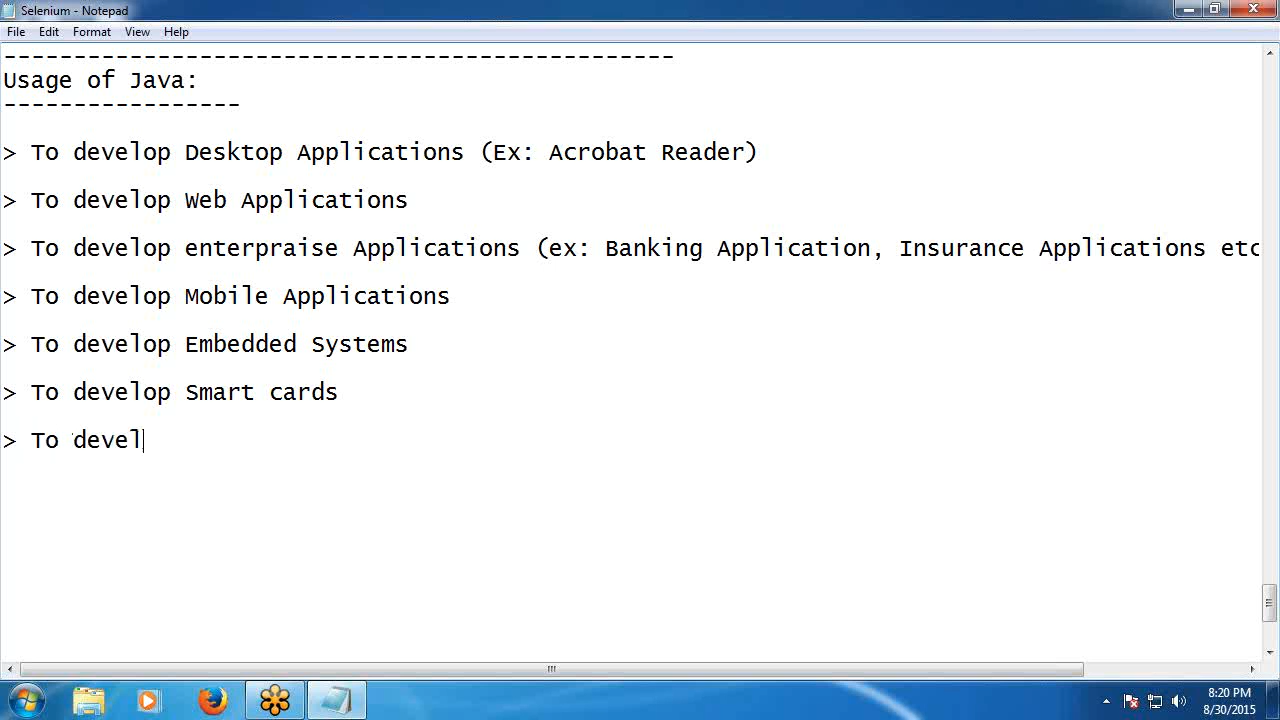 Selenium - Notepad
File Edit Format View Help
------------------------------------------------
Usage of Java:
-----------------
> To develop Desktop Applications (Ex: Acrobat Reader)
> To develop Web Applications
> To develop enterpraise Applications (ex: Banking Application, Insurance Applications etc
> To develop Mobile Applications
> To develop Embedded Systems
> To develop Smart cards
> To devel
8:20 PM
8/30/2015